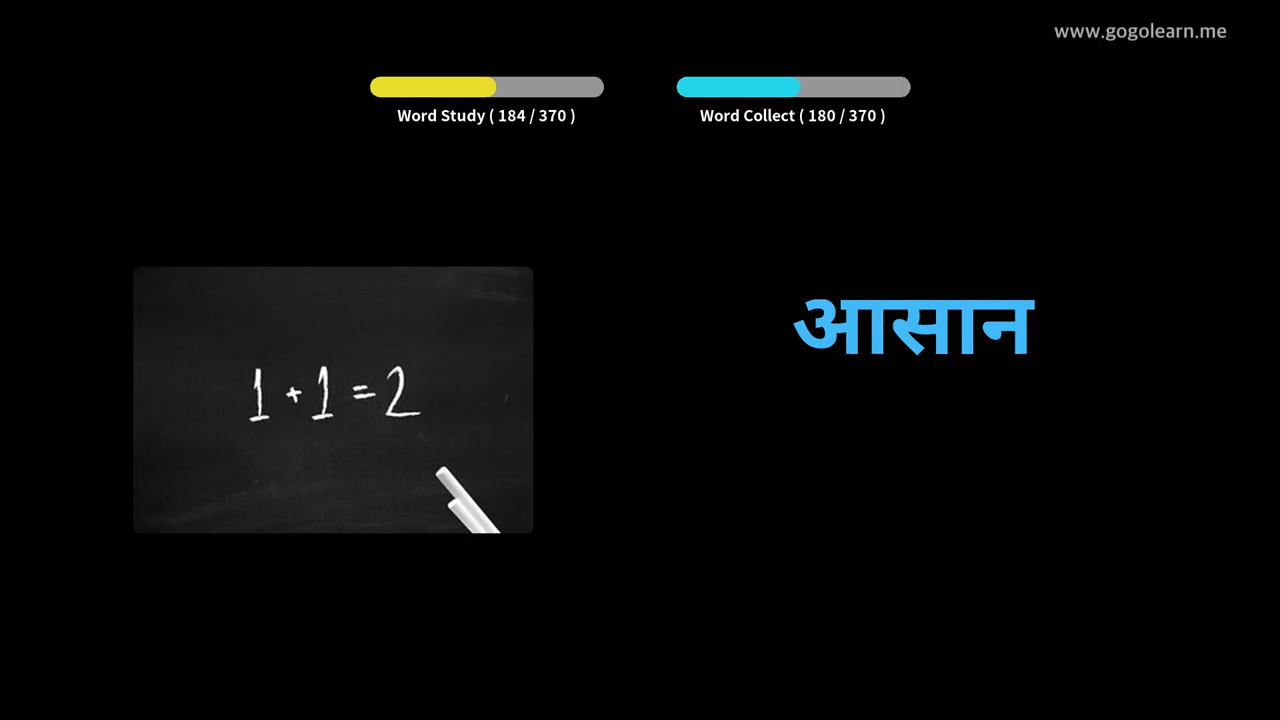 www.gogolearn.me
Word Study ( 184 / 370 )
Word Collect ( 180 / 370 )
आसान
1 + 1 = 2